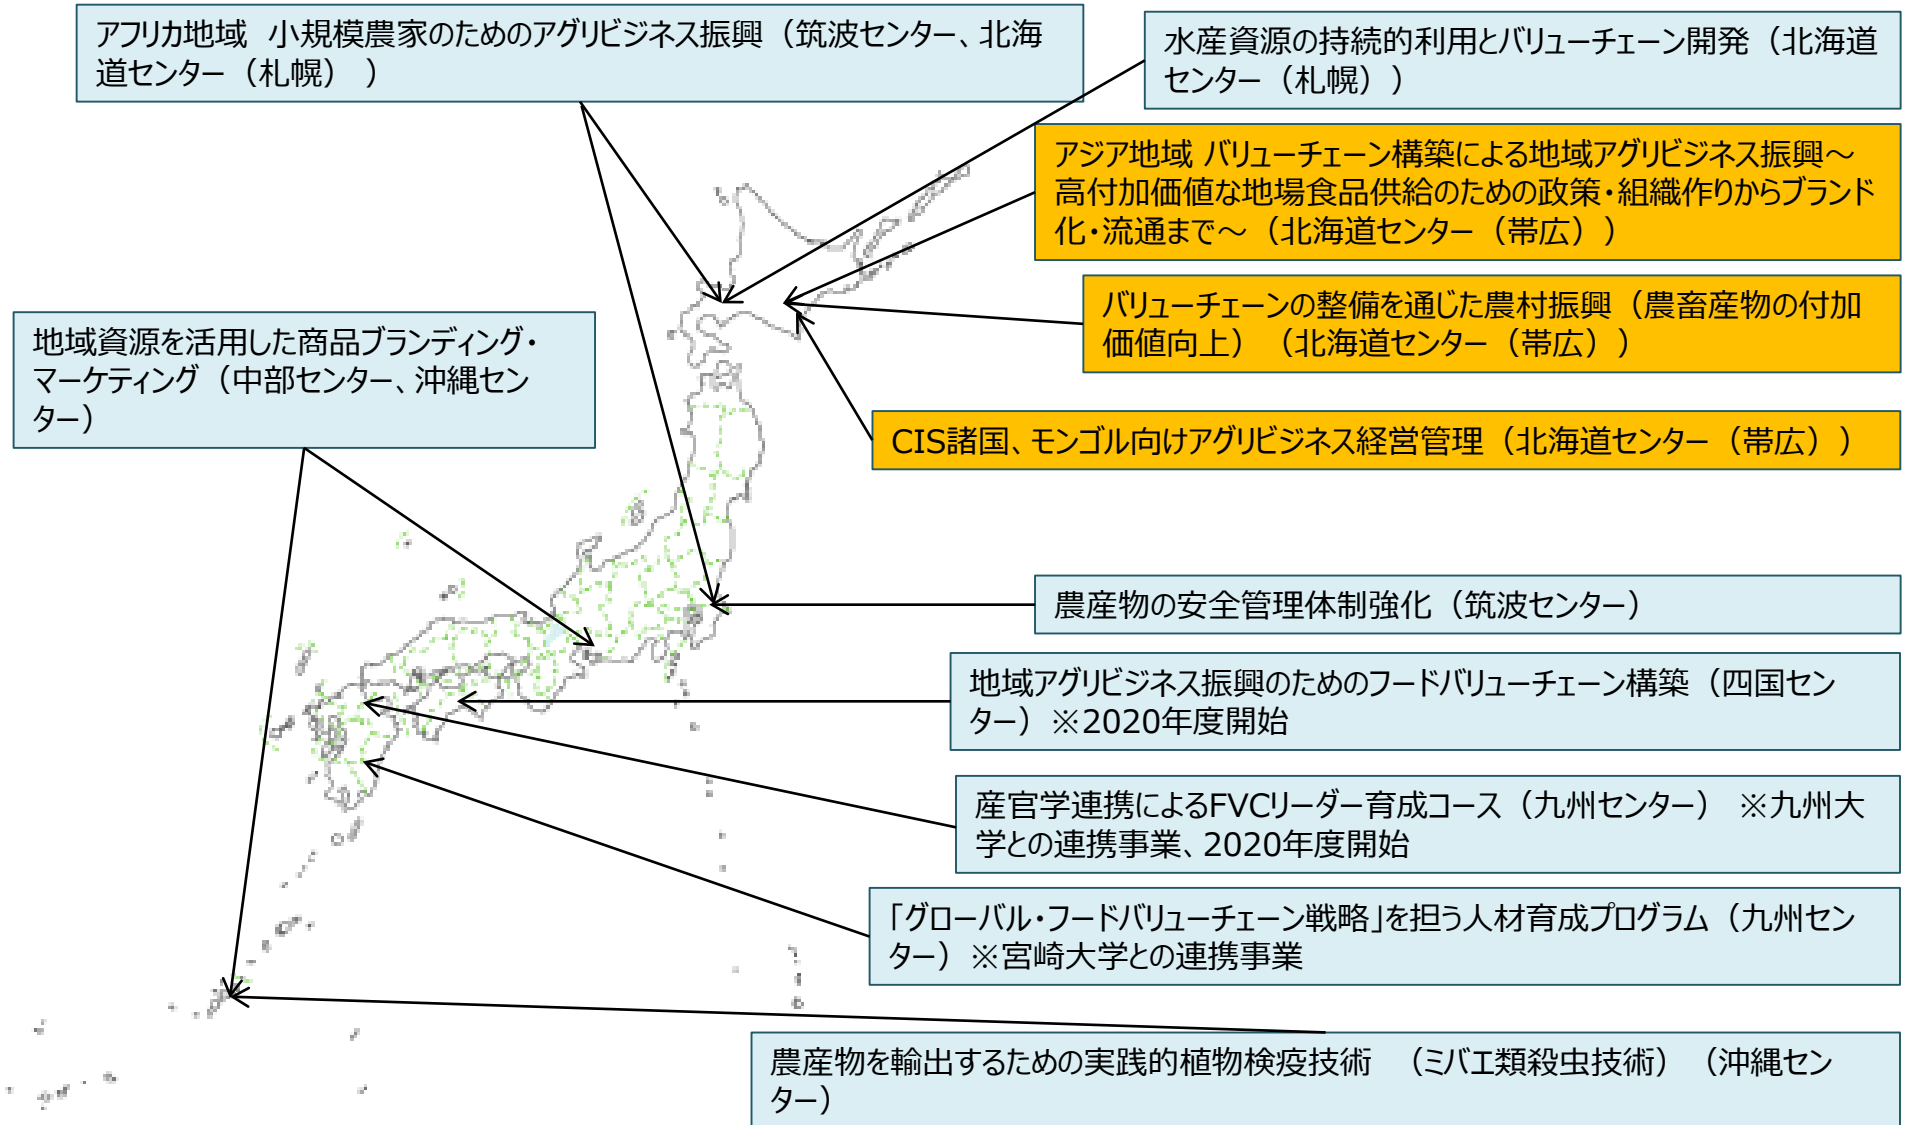 アフリカ地域　小規模農家のためのアグリビジネス振興（筑波センター、北海
道センター（札幌））
水産資源の持続的利用とバリューチェーン開発（北海道
センター（札幌））
アジア地域 バリューチェーン構築による地域アグリビジネス振興～
高付加価値な地場食品供給のための政策・組織作りからブランド
化・流通まで～（北海道センター（帯広））
バリューチェーンの整備を通じた農村振興（農畜産物の付加
価値向上）（北海道センター（帯広））
地域資源を活用した商品ブランディング・
マーケティング（中部センター、沖縄セン
ター）
CIS諸国、モンゴル向けアグリビジネス経営管理（北海道センター（帯広））
農産物の安全管理体制強化（筑波センター）
地域アグリビジネス振興のためのフードバリューチェーン構築（四国セン
ター）※2020年度開始
産官学連携によるFVCリーダー育成コース（九州センター）　※九州大
学との連携事業、2020年度開始
「グローバル・フードバリューチェーン戦略」を担う人材育成プログラム（九州セン
ター）※宮崎大学との連携事業
農産物を輸出するための実践的植物検疫技術　（ミバエ類殺虫技術）（沖縄セン
ター）